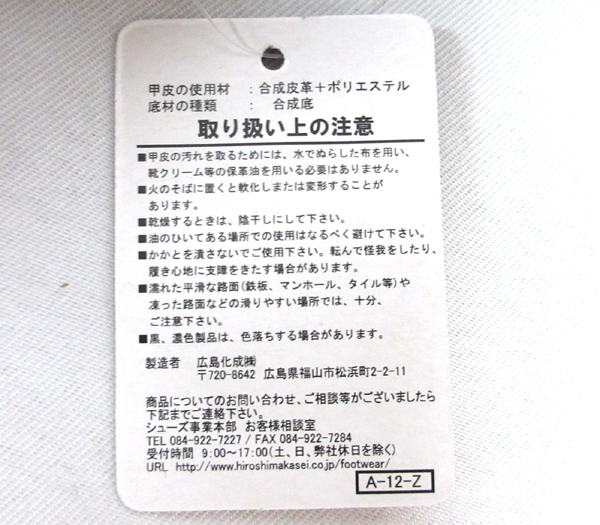 甲皮の使用材　：合成皮革＋ポリエステル
底材の種類　：　合成底
取り扱い上の注意
■甲皮の汚れを取るためには、水でぬらした布を用い、
靴クリーム等の保革油を用いる必要はありません。
■火のそばに置くと軟化しまたは変形することが
あります。
■乾燥するときは、陰干しにして下さい。
■油のひいてある場所での使用はなるべく避けて下さい。
■かかとを潰さないでご使用下さい。転んで怪我をしたり、
履き心地に支障をきたす場合があります。
■濡れた平滑な路面(鉄板、マンホール、タイル等)や
凍った路面などの滑りやすい場所では、十分、
ご注意下さい。
■黒、濃色製品は、色落ちする場合があります。
製造者　広島化成㈱
〒720-8642　広島県福山市松浜町2-2-11
商品についてのお問い合わせ、ご相談等がございましたら
下記までご連絡下さい。
シューズ事業本部　お客様相談室
TEL 084-922-7227 / FAX 084-922-7284
受付時間　9:00～17:00(土、日、弊社休日を除く)
URL　http://www.hiroshimakasei.co.jp/footwear/
A-12-Z